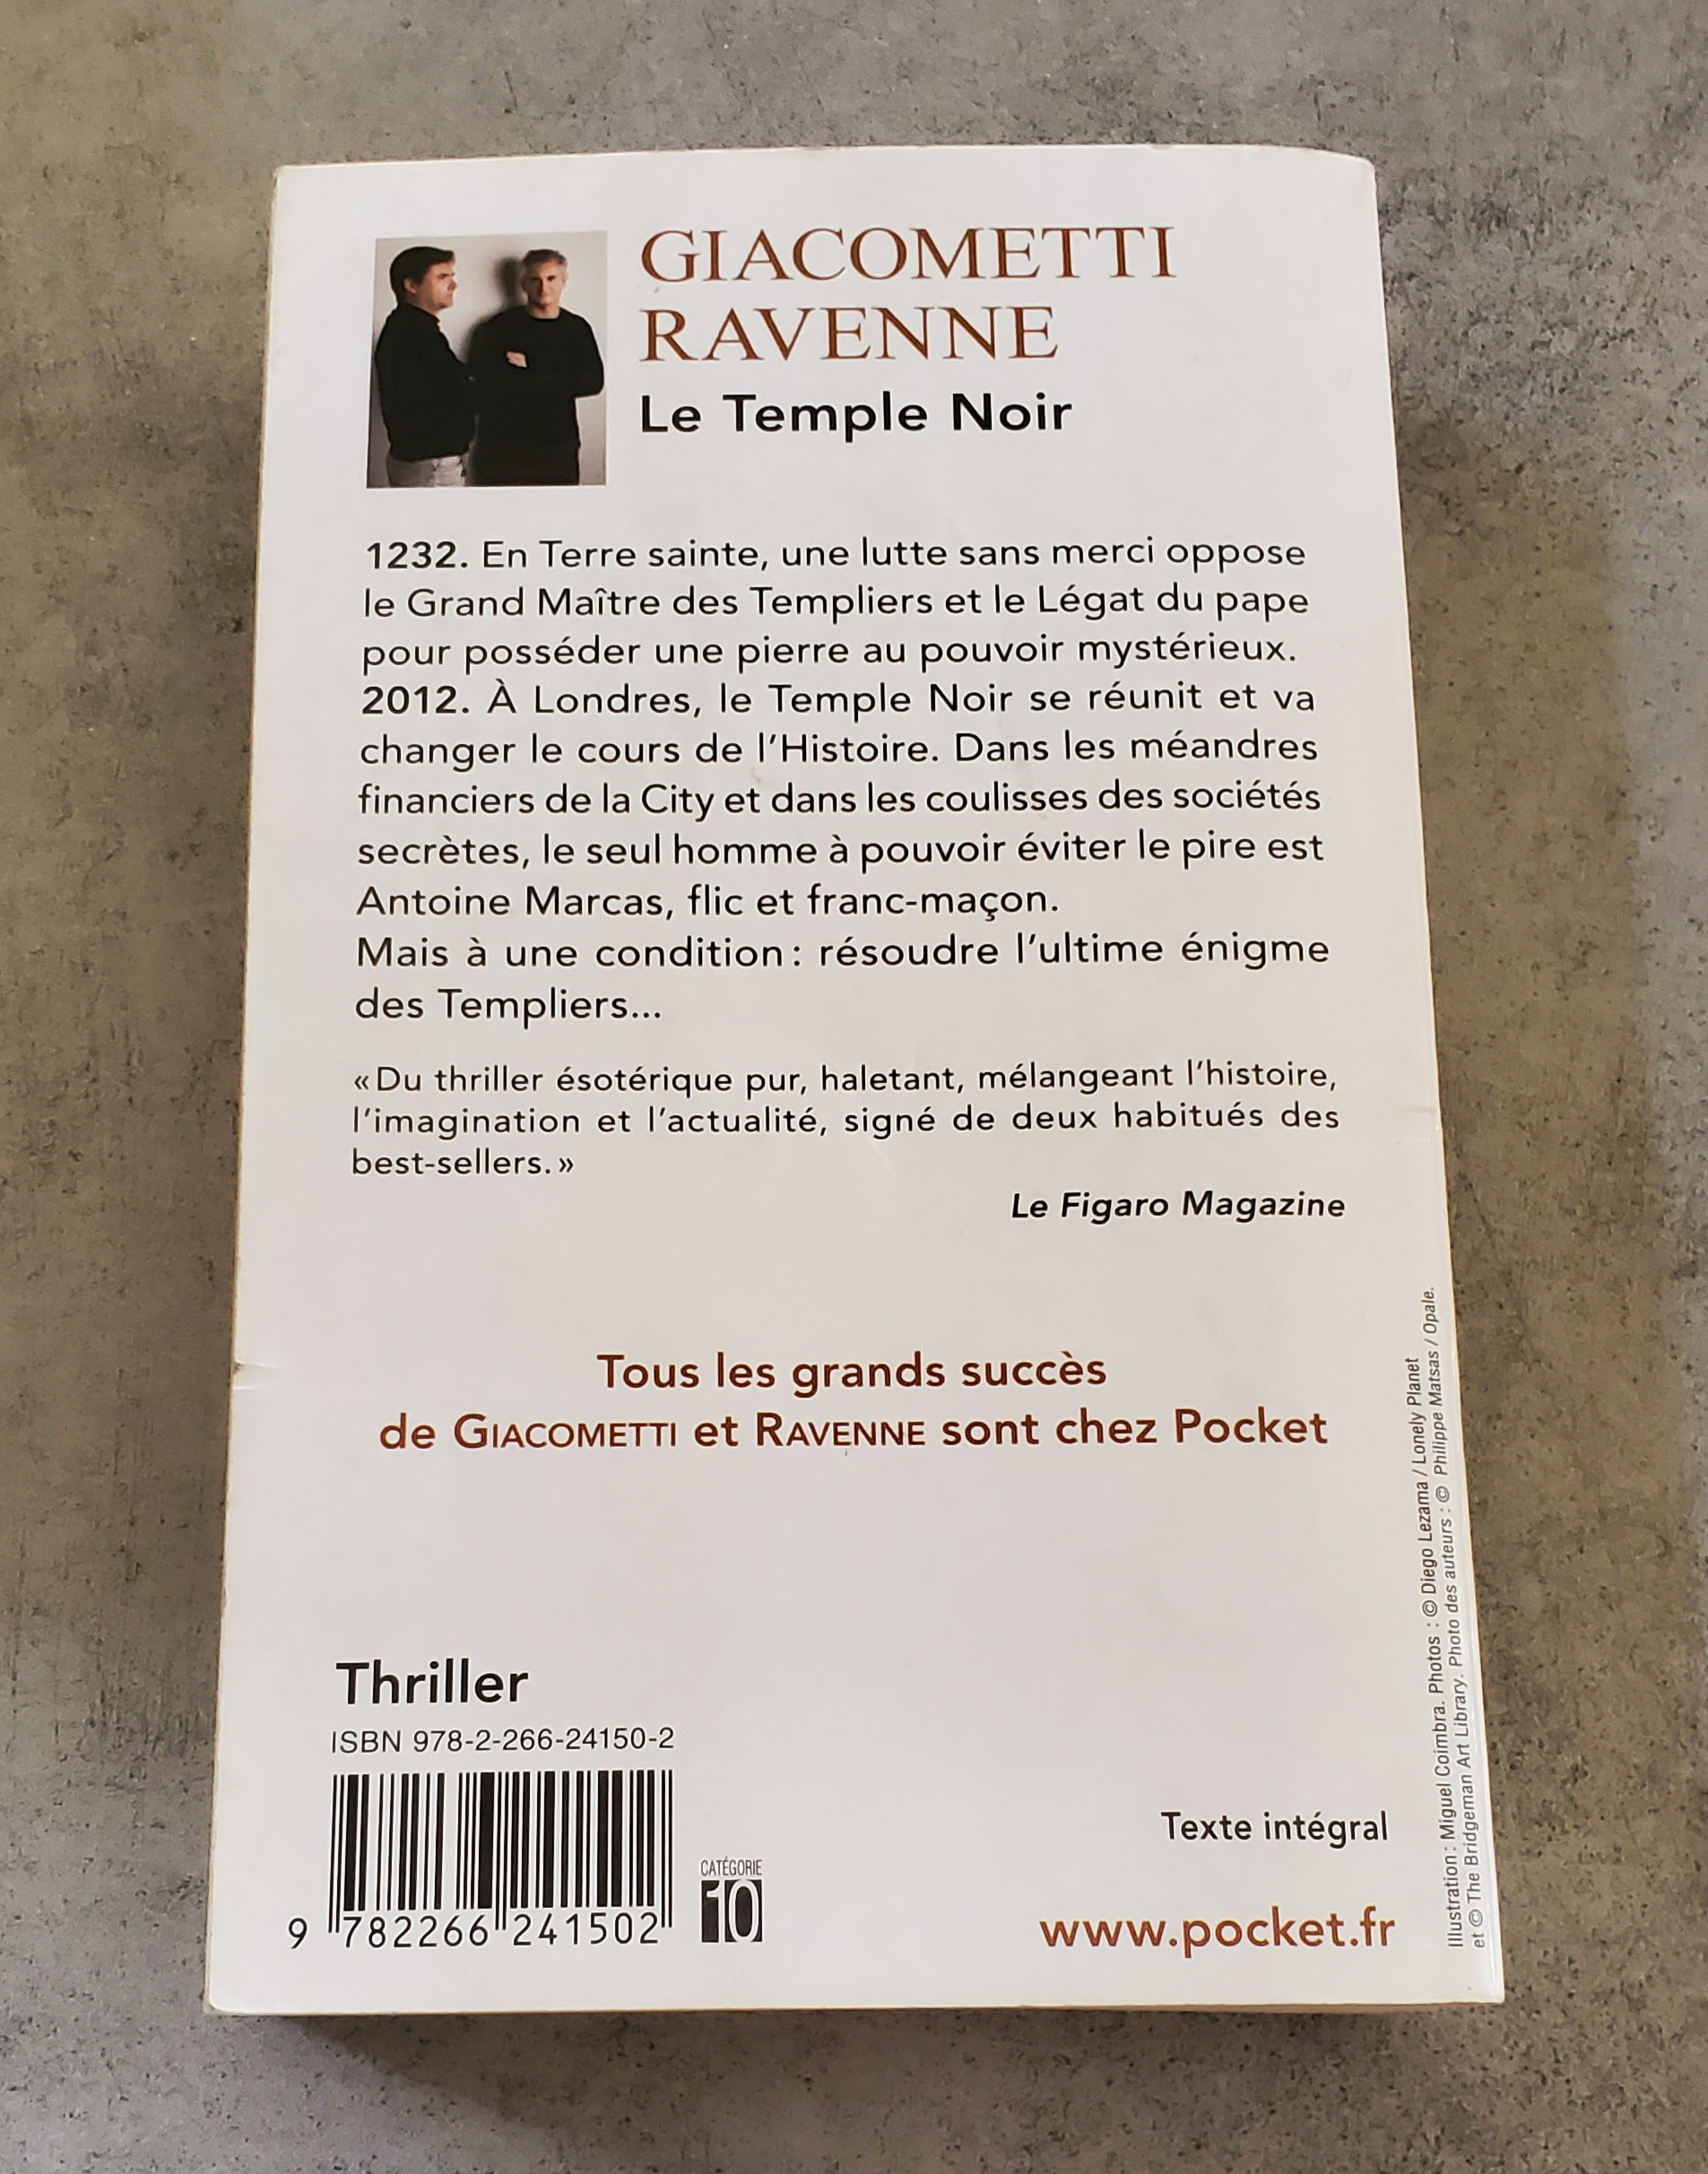 GIACOMETTI
RAVENNE
Le Temple Noir
1232. En Terre sainte, une lutte sans merci oppose
le Grand Maître des Templiers et le Légat du pape
pour posséder une pierre au pouvoir mystérieux.
2012. À Londres, le Temple Noir se réunit et va
changer le cours de l'Histoire. Dans les méandres
financiers de la City et dans les coulisses des sociétés
secrètes, le seul homme à pouvoir éviter le pire est
Antoine Marcas, flic et franc-maçon.
Mais à une condition : résoudre l'ultime énigme
des Templiers...
« Du thriller ésotérique pur, haletant, mélangeant l'histoire,
l'imagination et l'actualité, signé de deux habitués des
best-sellers. »
Le Figaro Magazine
Tous les grands succès
de GIACOMETTI et RAVENNE sont chez Pocket
Thriller
ISBN 978-2-266-24150-2
9 782266 241502
CATÉGORIE
10
Texte intégral
www.pocket.fr
Illustration : Miguel Coimbra. Photos : © Diego Lezama / Lonely Planet
et © The Bridgeman Art Library. Photo des auteurs : © Philippe Matsas / Opale.